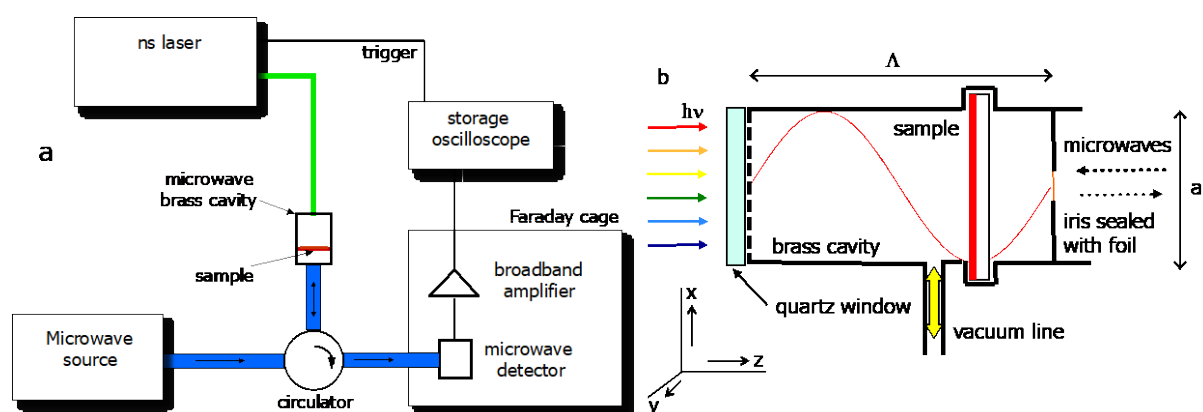 a
ns laser
trigger
storage
oscilloscope
microwave
brass cavity
sample
Faraday cage
broadband
amplifier
Microwave
source
microwave
detector
circulator
b
Λ
hν
sample
microwaves
a
iris sealed
with foil
brass cavity
quartz window
vacuum line
x
z
y